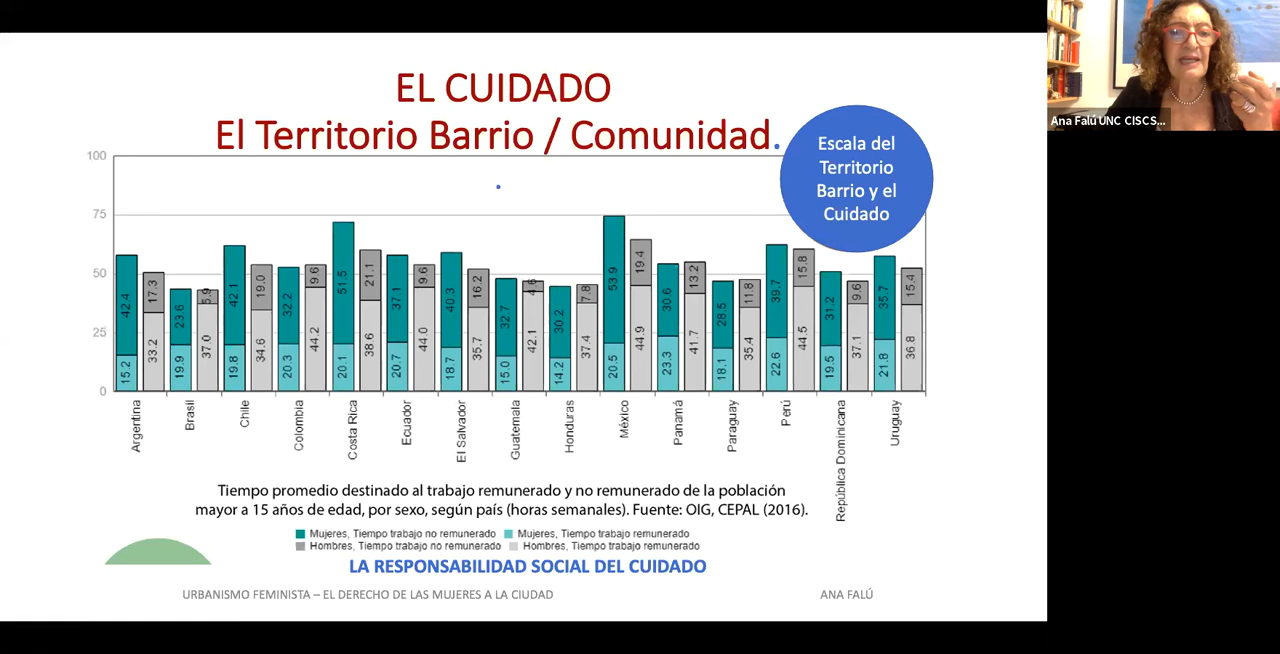 EL CUIDADO
El Territorio Barrio / Comunidad.
Escala del
Territorio
Barrio y el
Cuidado
Ana Falú UNC CISCS...
100
75
50
25
0
42.4
15.2
17.3
33.2
23.6
19.9
5.9
37.0
42.1
19.8
19.0
34.6
32.2
20.3
9.6
44.2
51.5
20.1
21.1
38.6
37.1
20.7
9.6
44.0
40.3
18.7
16.2
35.7
32.7
15.0
4.6
42.1
30.2
14.2
7.8
37.4
53.9
20.5
19.4
44.9
30.6
23.3
13.2
41.7
28.5
18.1
11.8
35.4
39.7
22.6
15.8
44.5
31.2
19.5
9.6
37.1
35.7
21.8
15.4
36.8
Argentina
Brasil
Chile
Colombia
Costa Rica
Ecuador
El Salvador
Guatemala
Honduras
México
Panamá
Paraguay
Perú
República Dominicana
Uruguay
Tiempo promedio destinado al trabajo remunerado y no remunerado de la población
mayor a 15 años de edad, por sexo, según país (horas semanales). Fuente: OIG, CEPAL (2016).
Mujeres, Tiempo trabajo no remunerado Mujeres, Tiempo trabajo remunerado
Hombres, Tiempo trabajo no remunerado Hombres, Tiempo trabajo remunerado
LA RESPONSABILIDAD SOCIAL DEL CUIDADO
URBANISMO FEMINISTA – EL DERECHO DE LAS MUJERES A LA CIUDAD
ANA FALÚ